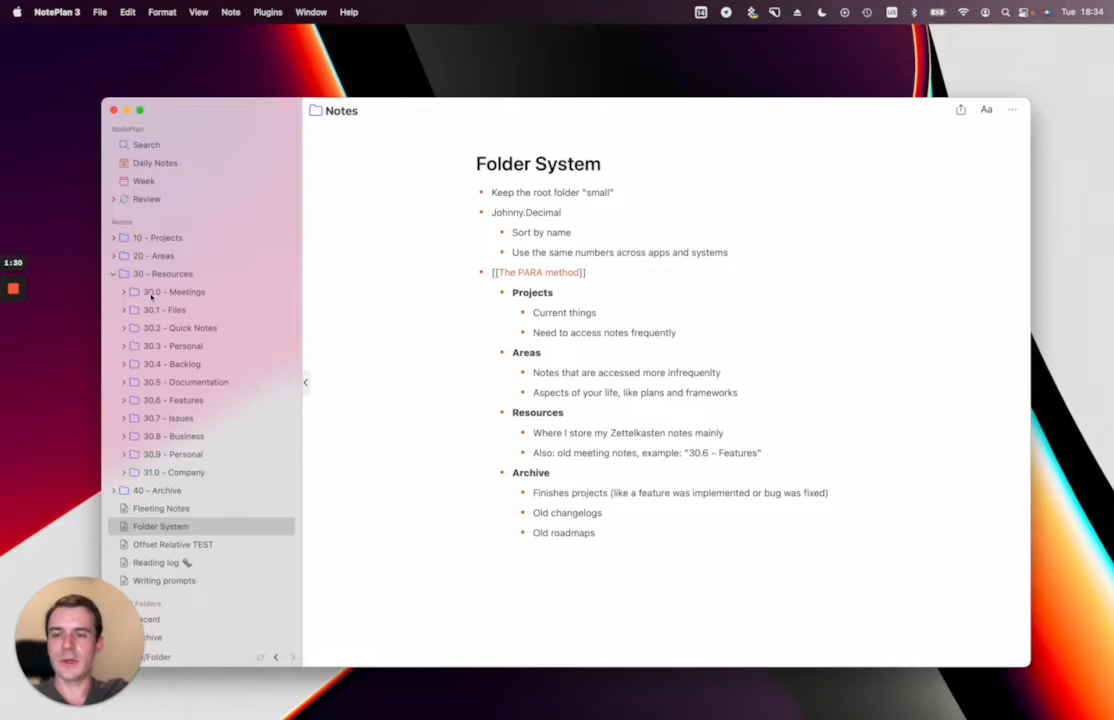 NotePlan 3 File Edit Format View Note Plugins Window Help 14 US Tue 18:34
1:30
NotePlan
Search
Daily Notes
Week
Review
Notes
10 - Projects
20 - Areas
30 - Resources
30.0 - Meetings
30.1 - Files
30.2 - Quick Notes
30.3 - Personal
30.4 - Backlog
30.5 - Documentation
30.6 - Features
30.7 - Issues
30.8 - Business
30.9 - Personal
31.0 - Company
40 - Archive
Fleeting Notes
Folder System
Offset Relative TEST
Reading log
Writing prompts
Folders
Notes
Aa
Folder System
Keep the root folder "small"
Johnny.Decimal
Sort by name
Use the same numbers across apps and systems
[[The PARA method]]
Projects
Current things
Need to access notes frequently
Areas
Notes that are accessed more infrequenlty
Aspects of your life, like plans and frameworks
Resources
Where I store my Zettelkasten notes mainly
Also: old meeting notes, example: "30.6 – Features"
Archive
Finishes projects (like a feature was implemented or bug was fixed)
Old changelogs
Old roadmaps